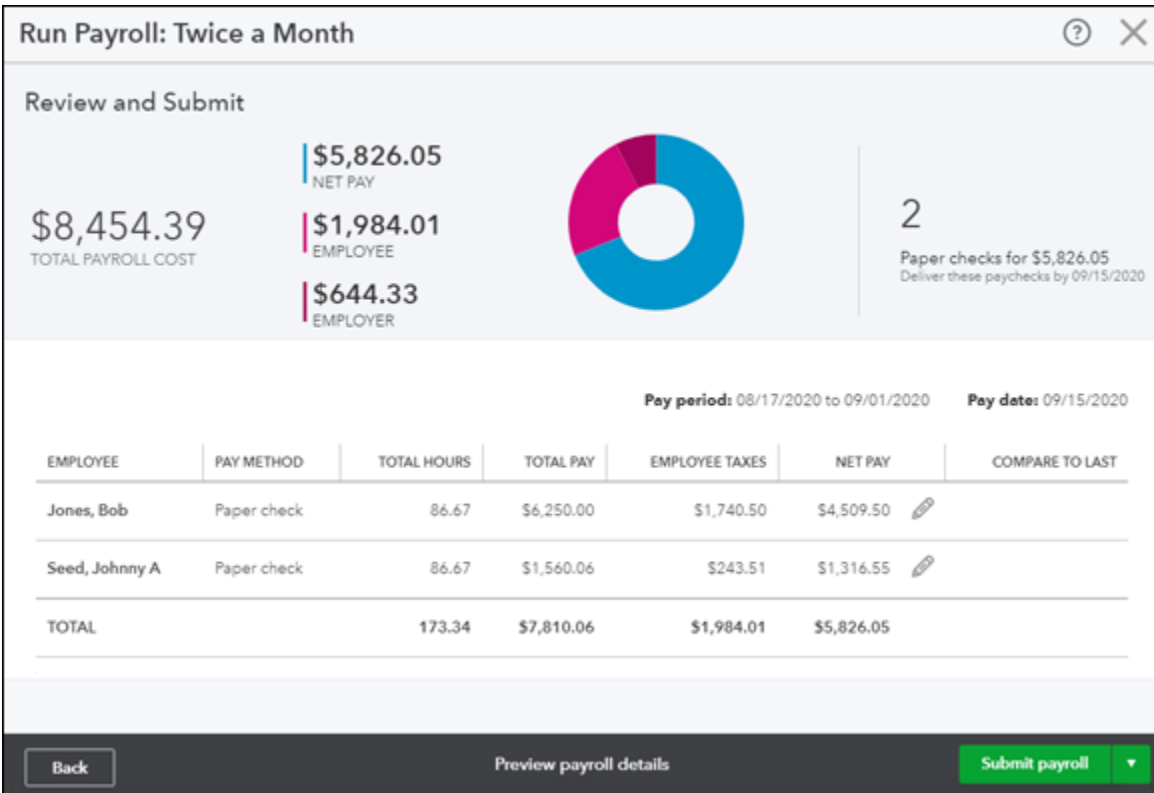 Run Payroll: Twice a Month
?
Review and Submit
$8,454.39
TOTAL PAYROLL COST
$5,826.05
NET PAY
$1,984.01
EMPLOYEE
$644.33
EMPLOYER
2
Paper checks for $5,826.05
Deliver these paychecks by 09/15/2020
Pay period: 08/17/2020 to 09/01/2020 Pay date: 09/15/2020
EMPLOYEE PAY METHOD TOTAL HOURS TOTAL PAY EMPLOYEE TAXES NET PAY COMPARE TO LAST
Jones, Bob Paper check 86.67 $6,250.00 $1,740.50 $4,509.50
Seed, Johnny A Paper check 86.67 $1,560.06 $243.51 $1,316.55
TOTAL 173.34 $7,810.06 $1,984.01 $5,826.05
Back Preview payroll details Submit payroll